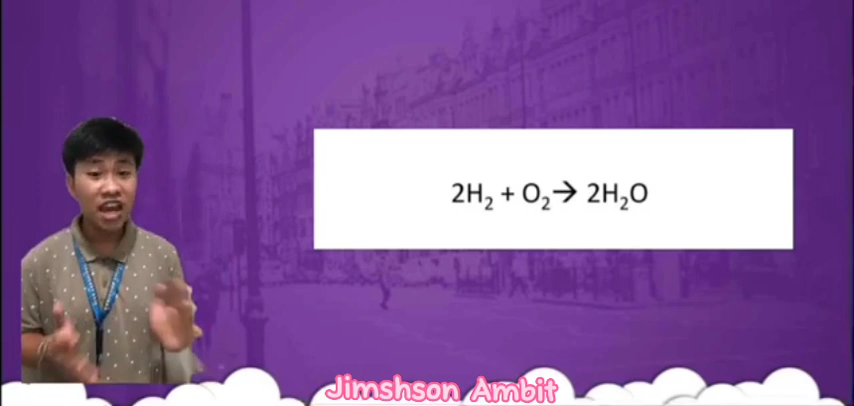 2H₂ + O₂→ 2H₂O
Jimshson Ambit